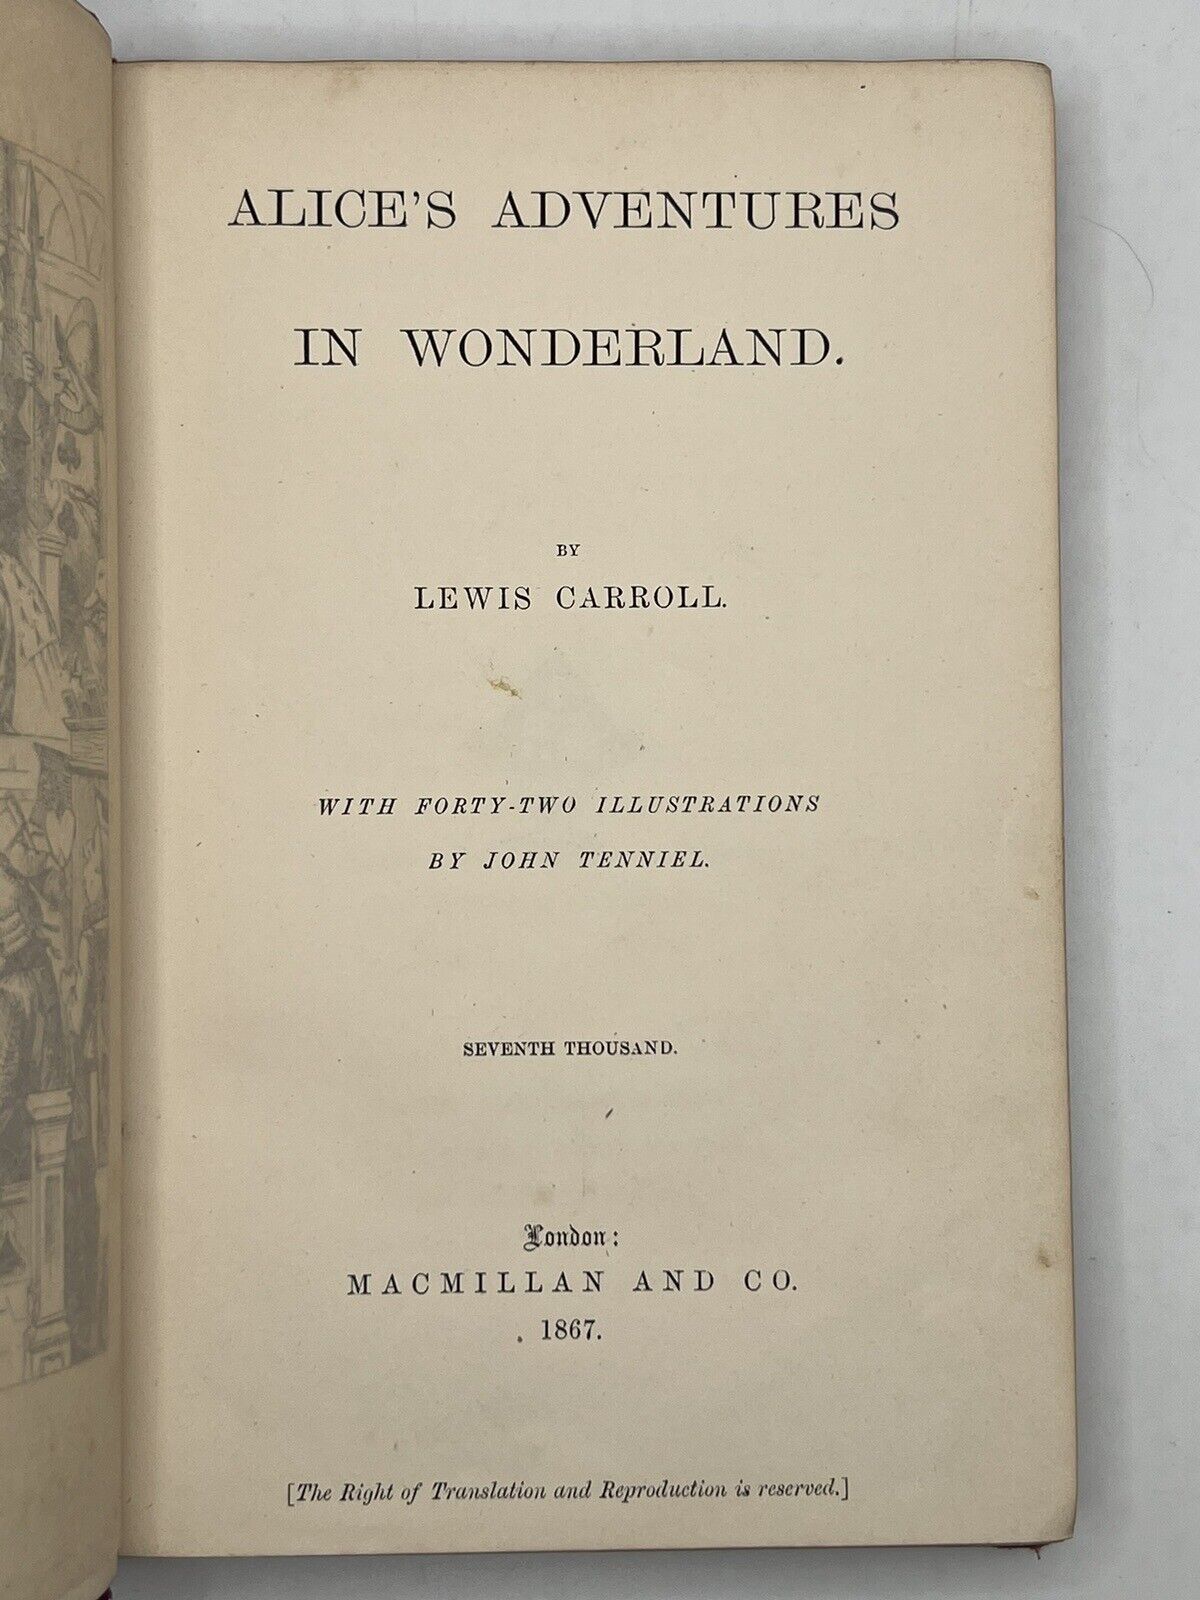 ALICE'S ADVENTURES
IN WONDERLAND.
BY
LEWIS CARROLL.
WITH FORTY-TWO ILLUSTRATIONS
BY JOHN TENNIEL.
SEVENTH THOUSAND.
London:
MACMILLAN AND CO.
1867.
[The Right of Translation and Reproduction is reserved.]